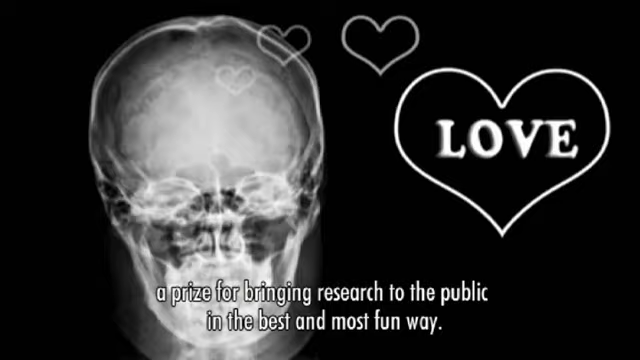 LOVE
a prize for bringing research to the public
in the best and most fun way.